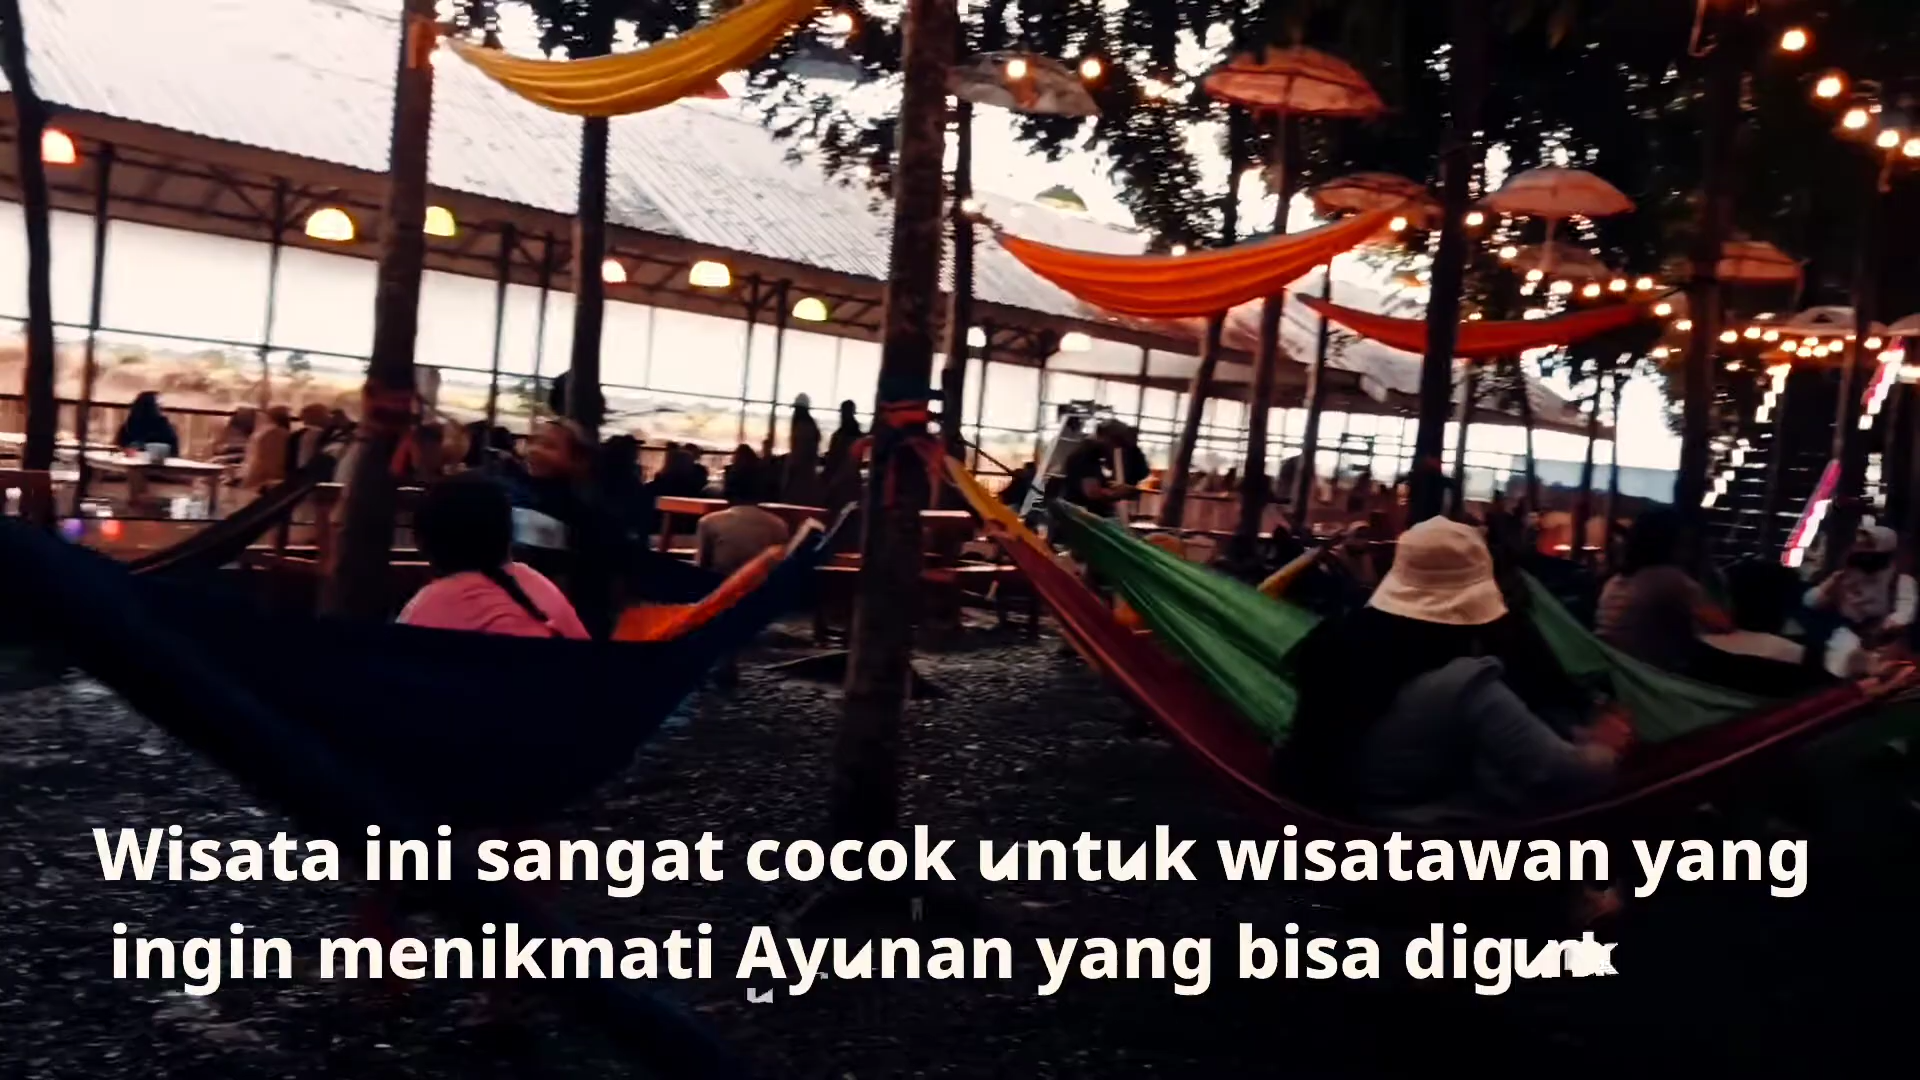 Wisata ini sangat cocok untuk wisatawan yang
ingin menikmati Ayunan yang bisa